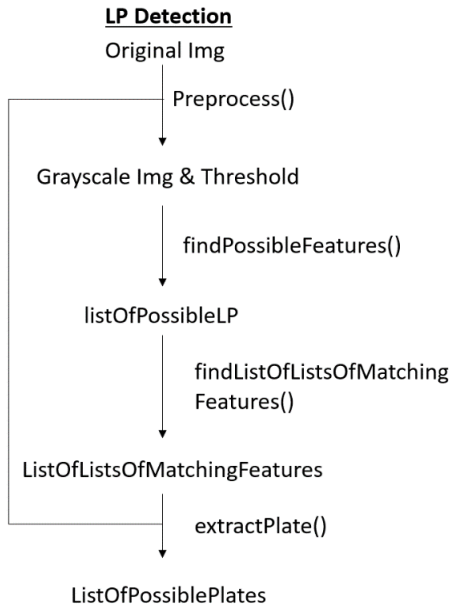 LP Detection
Original Img
Preprocess()
Grayscale Img & Threshold
findPossibleFeatures()
listOfPossibleLP
findListOfListsOfMatching
Features()
ListOfListsOfMatchingFeatures
extractPlate()
ListOfPossiblePlates